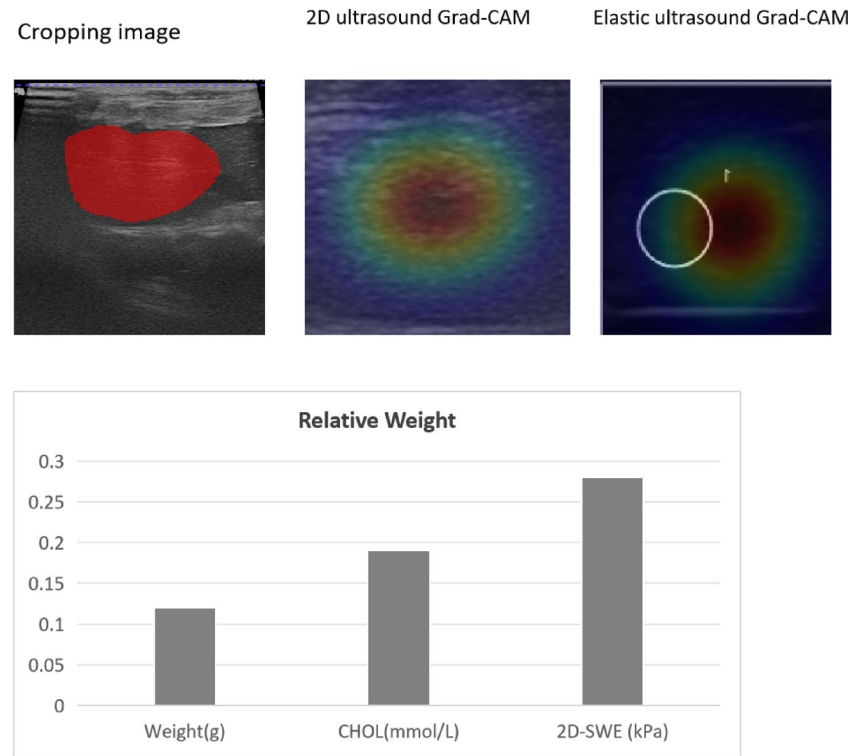 Cropping image
2D ultrasound Grad-CAM
Elastic ultrasound Grad-CAM
Relative Weight
0.3
0.25
0.2
0.15
0.1
0.05
0
Weight(g)
CHOL(mmol/L)
2D-SWE (kPa)